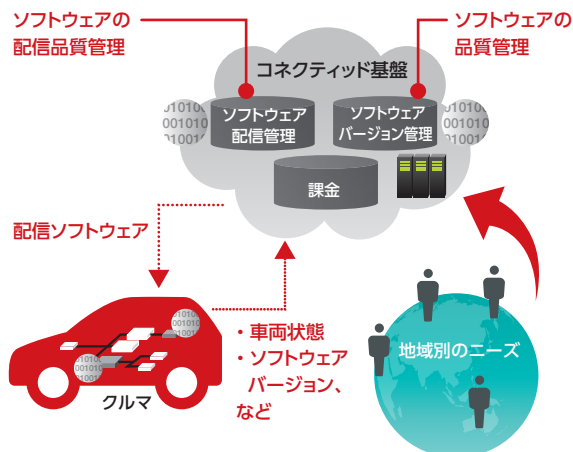 ソフトウェアの
配信品質管理
ソフトウェアの
品質管理
コネクティッド基盤
ソフトウェア
配信管理
ソフトウェア
バージョン管理
課金
配信ソフトウェア
・車両状態
・ソフトウェア
バージョン、
など
クルマ
地域別のニーズ